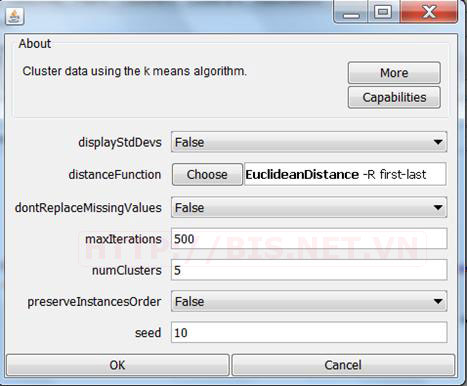 About
Cluster data using the k means algorithm.
More
Capabilities
displayStdDevs False
distanceFunction Choose EuclideanDistance -R first-last
dontReplaceMissingValues False
maxIterations 500
HTTP://BIS.NET.VN
numClusters 5
preserveInstancesOrder False
seed 10
OK Cancel